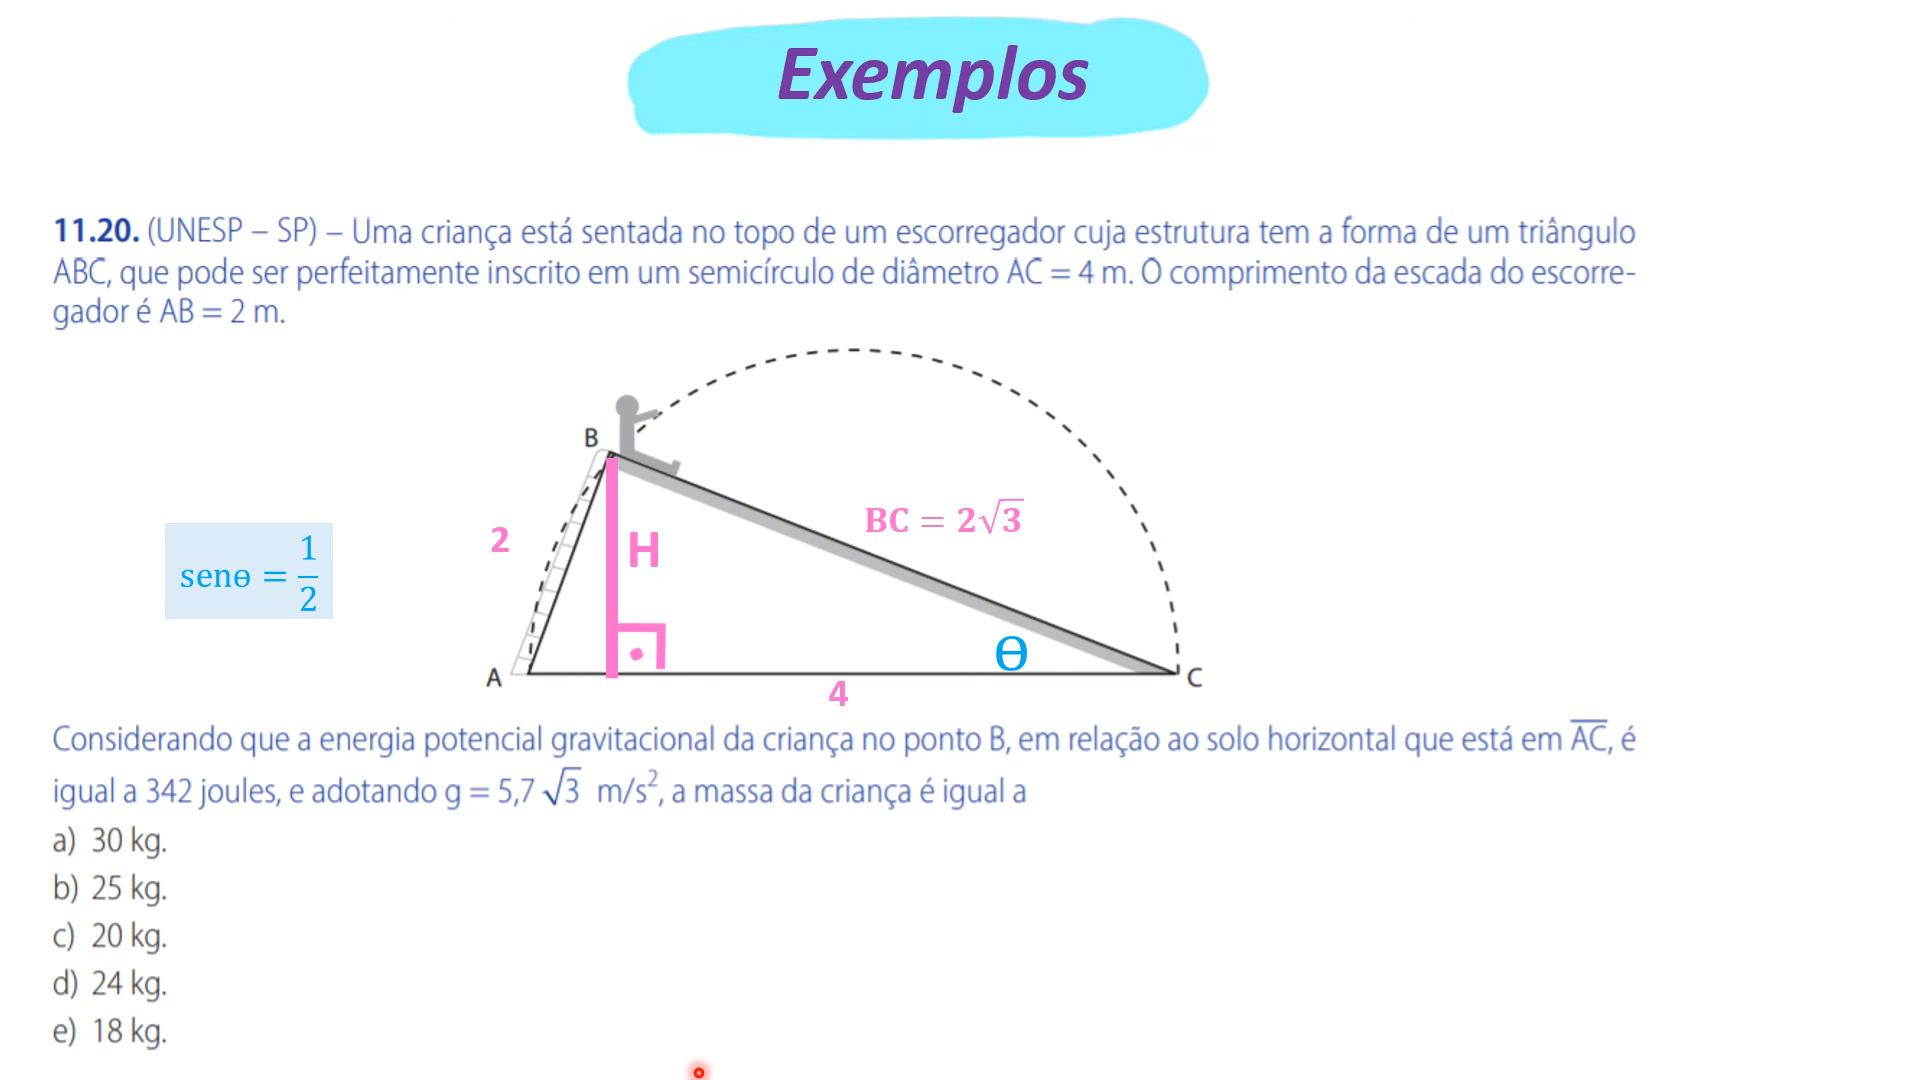 Exemplos
11.20. (UNESP – SP) – Uma criança está sentada no topo de um escorregador cuja estrutura tem a forma de um triângulo
ABC, que pode ser perfeitamente inscrito em um semicírculo de diâmetro AC = 4 m. O comprimento da escada do escorre-
gador é AB = 2 m.
B
BC = 2√3
2
H
senɵ = 1/2
ɵ
A
C
4
Considerando que a energia potencial gravitacional da criança no ponto B, em relação ao solo horizontal que está em A̅C̅, é
igual a 342 joules, e adotando g = 5,7 √3 m/s², a massa da criança é igual a
a) 30 kg.
b) 25 kg.
c) 20 kg.
d) 24 kg.
e) 18 kg.